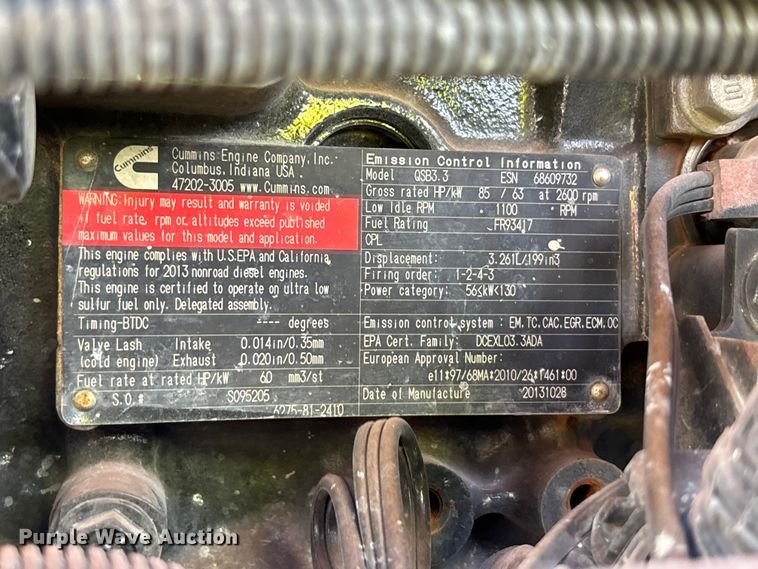 Cummins
Cummins Engine Company, Inc.
Columbus, Indiana USA
47202-3005 www.Cummins.com
WARNING: Injury may result and warranty is voided
if fuel rate, rpm or altitudes exceed published
maximum values for this model and application.
This engine complies with U.S.EPA and California
regulations for 2013 nonroad diesel engines.
This engine is certified to operate on ultra low
sulfur fuel only. Delegated assembly.
Timing-BTDC ---- degrees
Valve Lash Intake 0.014in/0.35mm
(cold engine) Exhaust 0.020in/0.50mm
Fuel rate at rated HP/kW 60 mm3/st
S.O.# S095205
6275-81-2410
Emission Control Information
Model QSB3.3 ESN 68609732
Gross rated HP/kW 85 / 63 at 2600 rpm
Low Idle RPM 1100 RPM
Fuel Rating FR93417
CPL
Displacement: 3.261L/199in3
Firing order: 1-2-4-3
Power category: 56≤kW<130
Emission control system : EM,TC,CAC,EGR,ECM,OC
EPA Cert. Family: DCEXL03.3ADA
European Approval Number:
e11*97/68MA*2010/26*1461*00
Date of Manufacture 20131028
Purple Wave Auction